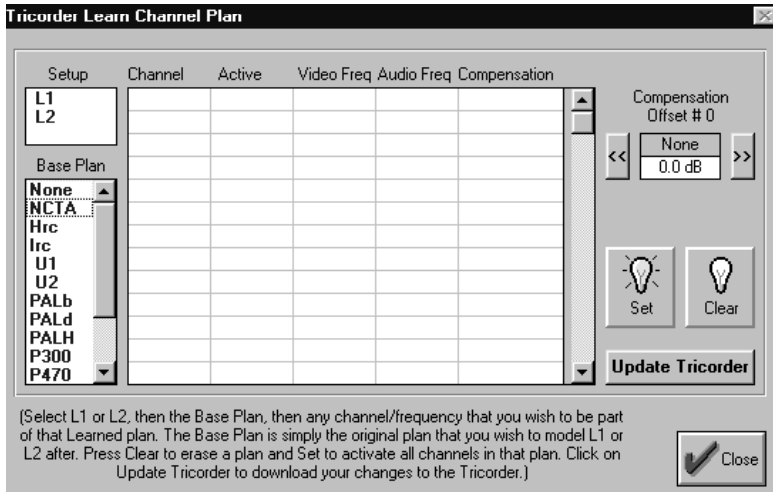 Tricorder Learn Channel Plan
Setup
L1
L2
Base Plan
None
NCTA
Hrc
Irc
U1
U2
PALb
PALd
PALH
P300
P470
Channel Active Video Freq Audio Freq Compensation
Compensation
Offset # 0
<< None >>
0.0 dB
Set Clear
Update Tricorder
(Select L1 or L2, then the Base Plan, then any channel/frequency that you wish to be part
of that Learned plan. The Base Plan is simply the original plan that you wish to model L1 or
L2 after. Press Clear to erase a plan and Set to activate all channels in that plan. Click on
Update Tricorder to download your changes to the Tricorder.)
Close